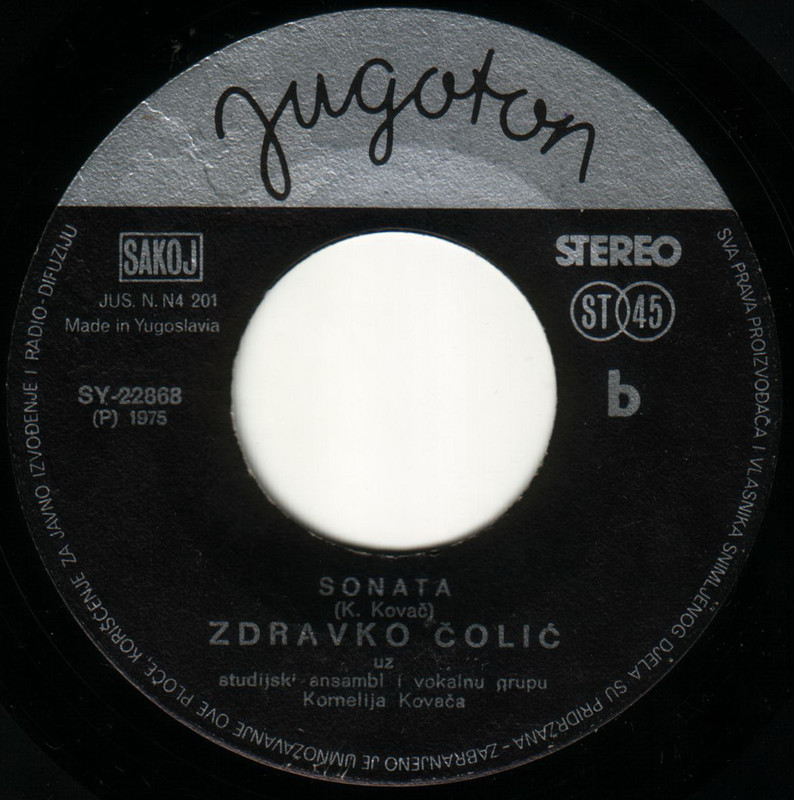 jugoton
SAKOJ
JUS. N. N4 201
Made in Yugoslavia
SY-22868
(P) 1975
STEREO
ST 45
b
SONATA
(K. Kovač)
ZDRAVKO ČOLIĆ
uz
studijski ansambl i vokalnu grupu
Kornelija Kovača
SVA PRAVA PROIZVOĐAČA I VLASNIKA SNIMLJENOG DJELA SU PRIDRŽANA - ZABRANJENO JE UMNOŽAVANJE OVE PLOČE, KORIŠĆENJE ZA JAVNO IZVOĐENJE I RADIO-DIFUZIJU